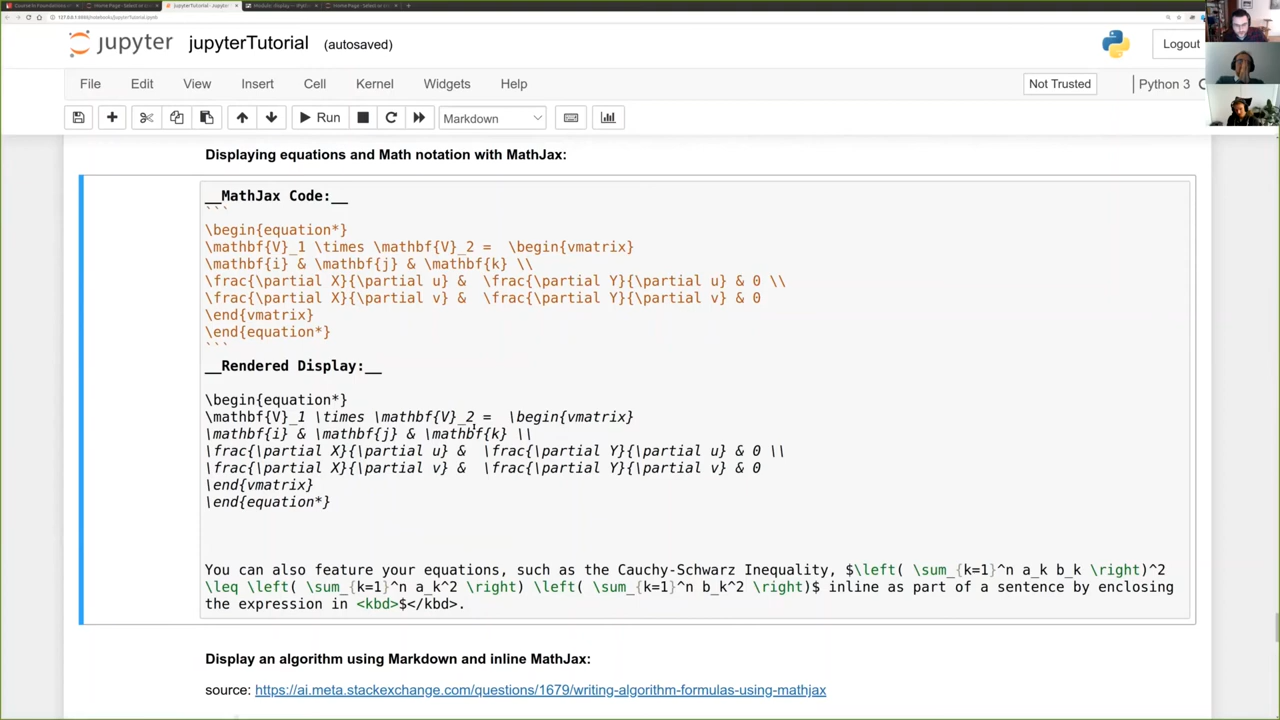 127.0.0.1:8888/notebooks/jupyterTutorial.ipynb
jupyter jupyterTutorial (autosaved)
Logout
File Edit View Insert Cell Kernel Widgets Help
Not Trusted
Python 3
Run
Markdown
Displaying equations and Math notation with MathJax:
__MathJax Code:__
```
\begin{equation*}
\mathbf{V}_1 \times \mathbf{V}_2 =  \begin{vmatrix}
\mathbf{i} & \mathbf{j} & \mathbf{k} \\
\frac{\partial X}{\partial u} &  \frac{\partial Y}{\partial u} & 0 \\
\frac{\partial X}{\partial v} &  \frac{\partial Y}{\partial v} & 0
\end{vmatrix}
\end{equation*}
```
__Rendered Display:__
\begin{equation*}
\mathbf{V}_1 \times \mathbf{V}_2 =  \begin{vmatrix}
\mathbf{i} & \mathbf{j} & \mathbf{k} \\
\frac{\partial X}{\partial u} &  \frac{\partial Y}{\partial u} & 0 \\
\frac{\partial X}{\partial v} &  \frac{\partial Y}{\partial v} & 0
\end{vmatrix}
\end{equation*}
You can also feature your equations, such as the Cauchy-Schwarz Inequality, $\left( \sum_{k=1}^n a_k b_k \right)^2
\leq \left( \sum_{k=1}^n a_k^2 \right) \left( \sum_{k=1}^n b_k^2 \right)$ inline as part of a sentence by enclosing
the expression in <kbd>$</kbd>.
Display an algorithm using Markdown and inline MathJax:
source: https://ai.meta.stackexchange.com/questions/1679/writing-algorithm-formulas-using-mathjax